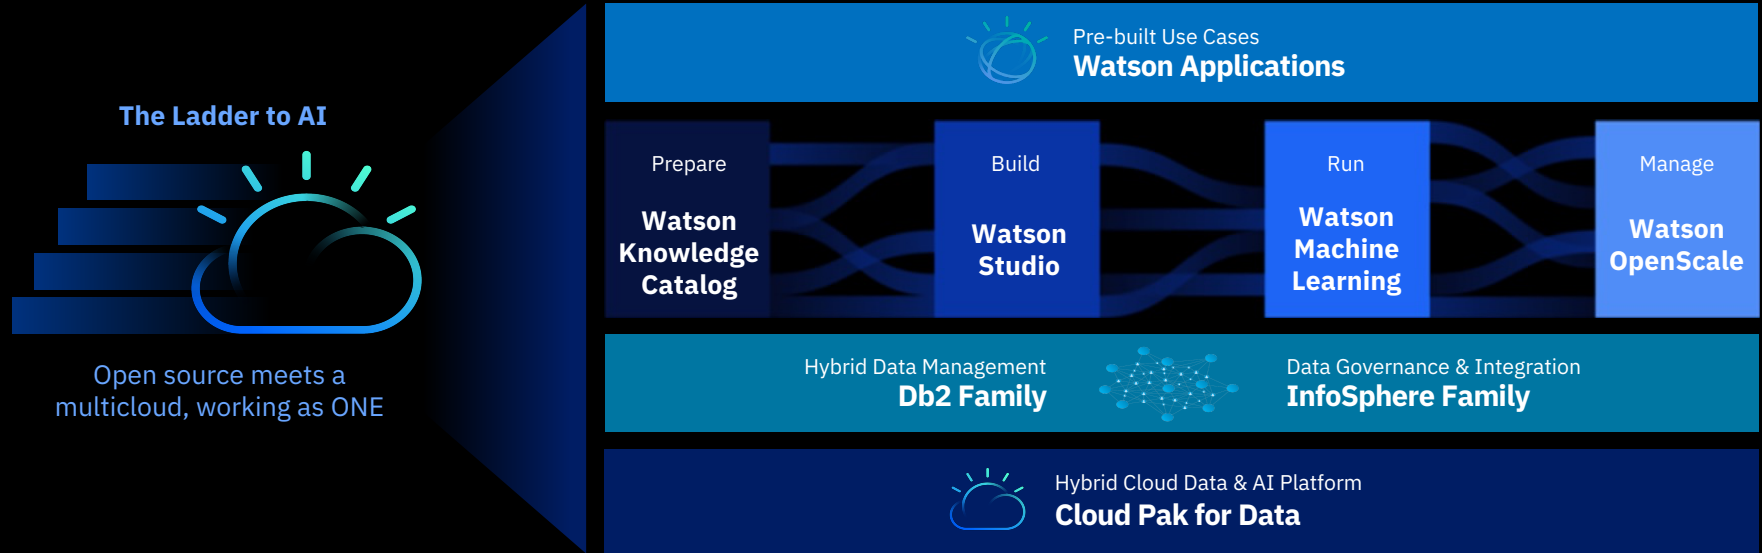 The Ladder to AI
Open source meets a
multicloud, working as ONE
Pre-built Use Cases
Watson Applications
Prepare
Watson
Knowledge
Catalog
Build
Watson
Studio
Run
Watson
Machine
Learning
Manage
Watson
OpenScale
Hybrid Data Management
Db2 Family
Data Governance & Integration
InfoSphere Family
Hybrid Cloud Data & AI Platform
Cloud Pak for Data